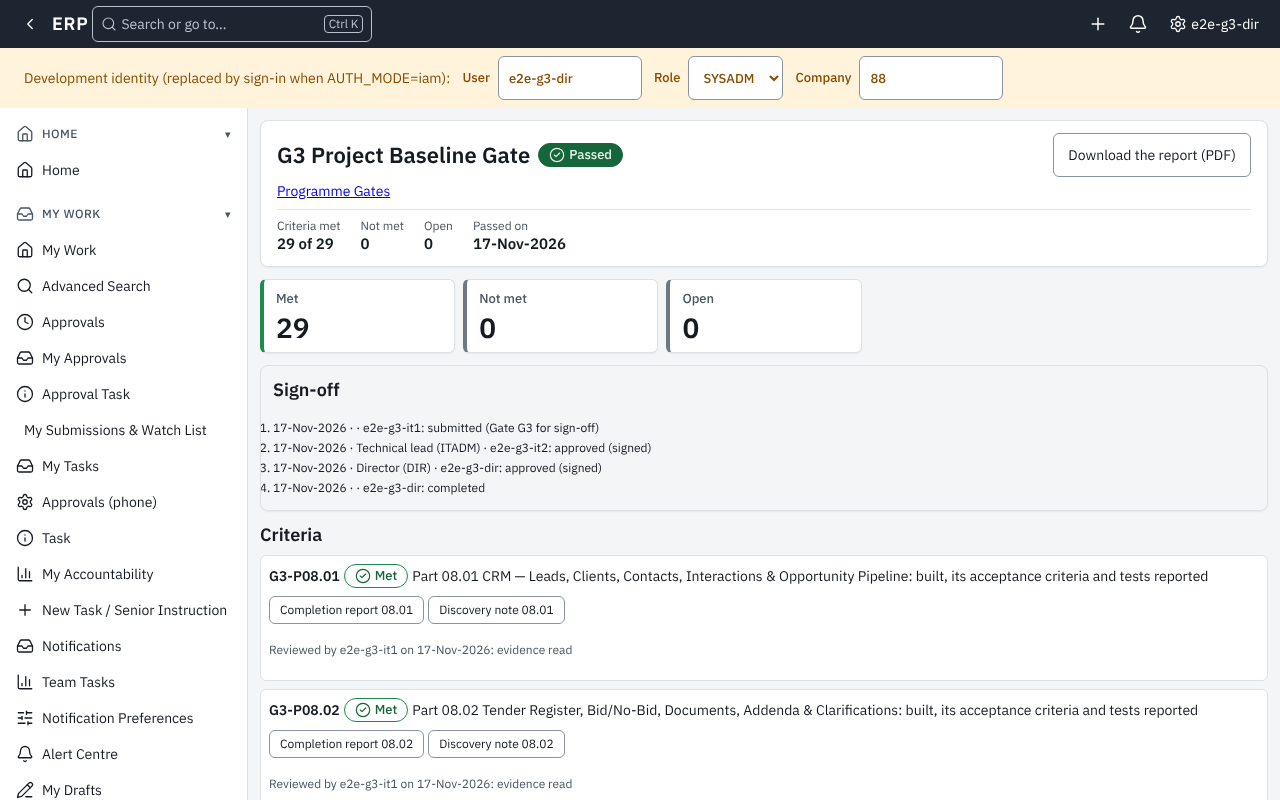 ERP
Search or go to... Ctrl K
e2e-g3-dir
Development identity (replaced by sign-in when AUTH_MODE=iam): User e2e-g3-dir Role SYSADM Company 88
HOME
Home
MY WORK
My Work
Advanced Search
Approvals
My Approvals
Approval Task
My Submissions & Watch List
My Tasks
Approvals (phone)
Task
My Accountability
New Task / Senior Instruction
Notifications
Team Tasks
Notification Preferences
Alert Centre
My Drafts
G3 Project Baseline Gate Passed
Download the report (PDF)
Programme Gates
Criteria met Not met Open Passed on
29 of 29 0 0 17-Nov-2026
Met Not met Open
29 0 0
Sign-off
1. 17-Nov-2026 · · e2e-g3-it1: submitted (Gate G3 for sign-off)
2. 17-Nov-2026 · Technical lead (ITADM) · e2e-g3-it2: approved (signed)
3. 17-Nov-2026 · Director (DIR) · e2e-g3-dir: approved (signed)
4. 17-Nov-2026 · · e2e-g3-dir: completed
Criteria
G3-P08.01 Met Part 08.01 CRM — Leads, Clients, Contacts, Interactions & Opportunity Pipeline: built, its acceptance criteria and tests reported
Completion report 08.01 Discovery note 08.01
Reviewed by e2e-g3-it1 on 17-Nov-2026: evidence read
G3-P08.02 Met Part 08.02 Tender Register, Bid/No-Bid, Documents, Addenda & Clarifications: built, its acceptance criteria and tests reported
Completion report 08.02 Discovery note 08.02
Reviewed by e2e-g3-it1 on 17-Nov-2026: evidence read